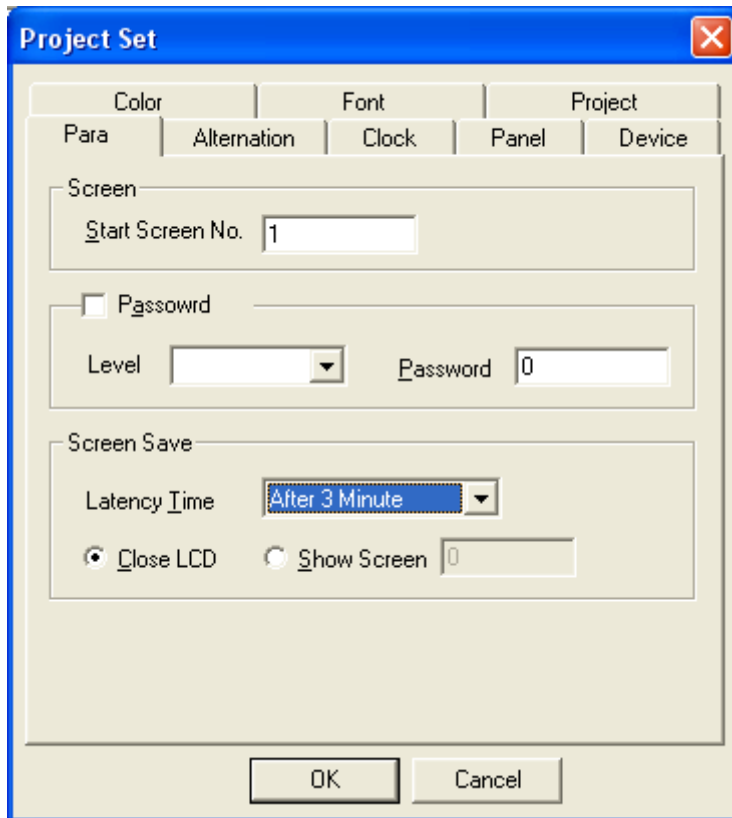 Project Set
Color Font Project
Para Alternation Clock Panel Device
Screen
Start Screen No. 1
Passowrd
Level Password 0
Screen Save
Latency Time After 3 Minute
Close LCD Show Screen 0
OK Cancel